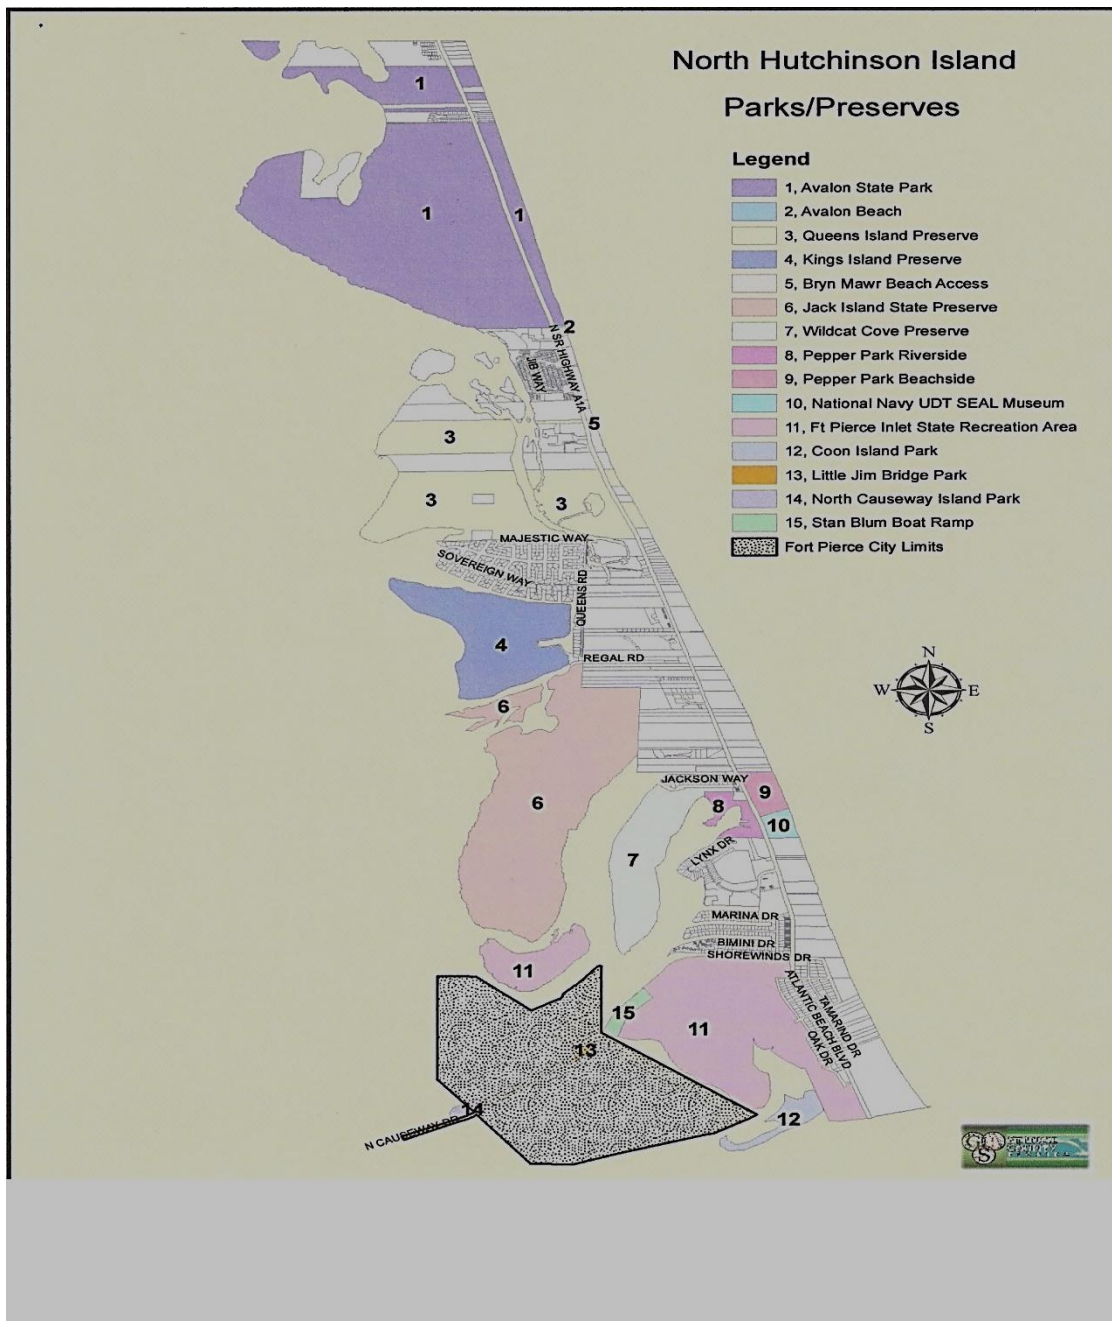 North Hutchinson Island
Parks/Preserves
Legend
1, Avalon State Park
2, Avalon Beach
3, Queens Island Preserve
4, Kings Island Preserve
5, Bryn Mawr Beach Access
6, Jack Island State Preserve
7, Wildcat Cove Preserve
8, Pepper Park Riverside
9, Pepper Park Beachside
10, National Navy UDT SEAL Museum
11, Ft Pierce Inlet State Recreation Area
12, Coon Island Park
13, Little Jim Bridge Park
14, North Causeway Island Park
15, Stan Blum Boat Ramp
Fort Pierce City Limits
1
1
1
2
N SR HIGHWAY A1A
JIB WAY
5
3
3
3
MAJESTIC WAY
SOVEREIGN WAY
QUEENS RD
4
REGAL RD
N
W
E
S
6
6
JACKSON WAY
9
8
10
7
LYNX DR
MARINA DR
BIMINI DR
SHOREWINDS DR
11
15
11
TAMARIND DR
ATLANTIC BEACH BLVD
OAK DR
13
14
N CAUSEWAY DR
12